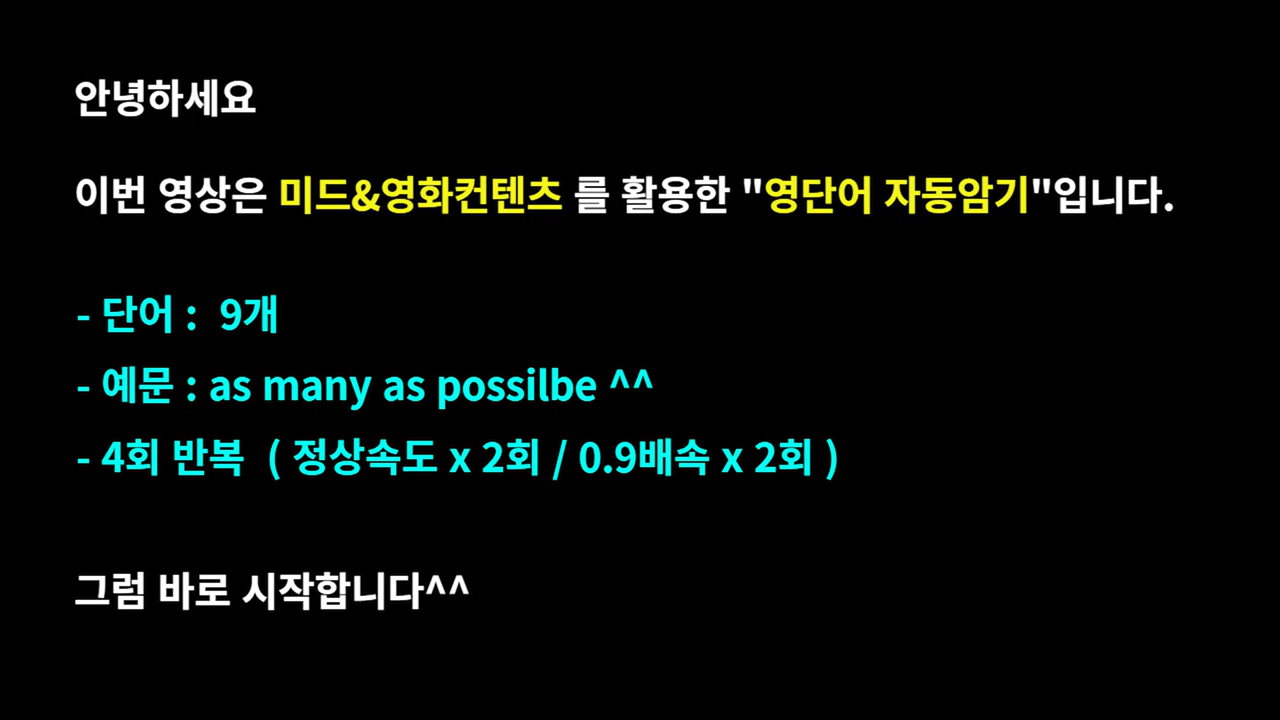 안녕하세요
이번 영상은 미드&영화컨텐츠 를 활용한 "영단어 자동암기"입니다.
- 단어 :  9개
- 예문 : as many as possilbe ^^
- 4회 반복  ( 정상속도 x 2회 / 0.9배속 x 2회 )
그럼 바로 시작합니다^^